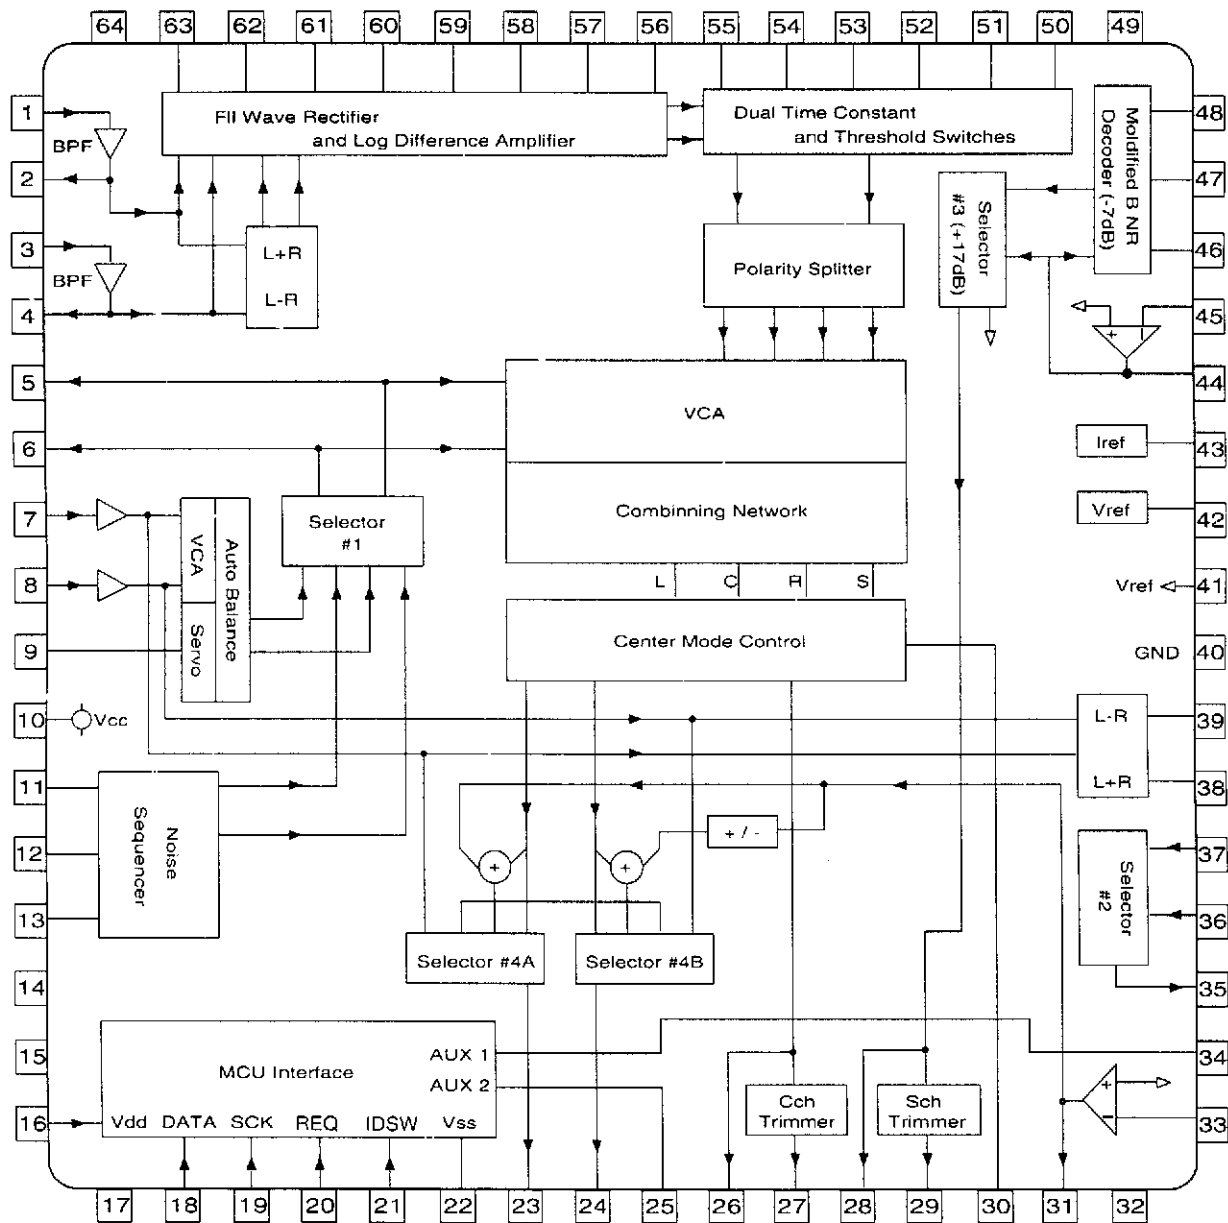 64 63 62 61 60 59 58 57 56 55 54 53 52 51 50 49
1
BPF
2
3
BPF
4
5
6
7
8
9
10
11
12
13
14
15
16
FII Wave Rectifier
and Log Difference Amplifier
Dual Time Constant
and Threshold Switches
Moldified B NR
Decoder (-7dB)
Selector
#3 (+17dB)
L+R
L-R
Polarity Splitter
+ -
VCA
Combinning Network
L C R S
Center Mode Control
Selector
#1
VCA
Servo
Auto Balance
Vcc
Noise
Sequencer
Iref
Vref
Vref
GND
L-R
L+R
+ / -
+
+
Selector
#2
Selector #4A
Selector #4B
MCU Interface
AUX 1
AUX 2
Vdd DATA SCK REQ IDSW Vss
Cch
Trimmer
Sch
Trimmer
+
-
48
47
46
45
44
43
42
41
40
39
38
37
36
35
34
33
17 18 19 20 21 22 23 24 25 26 27 28 29 30 31 32